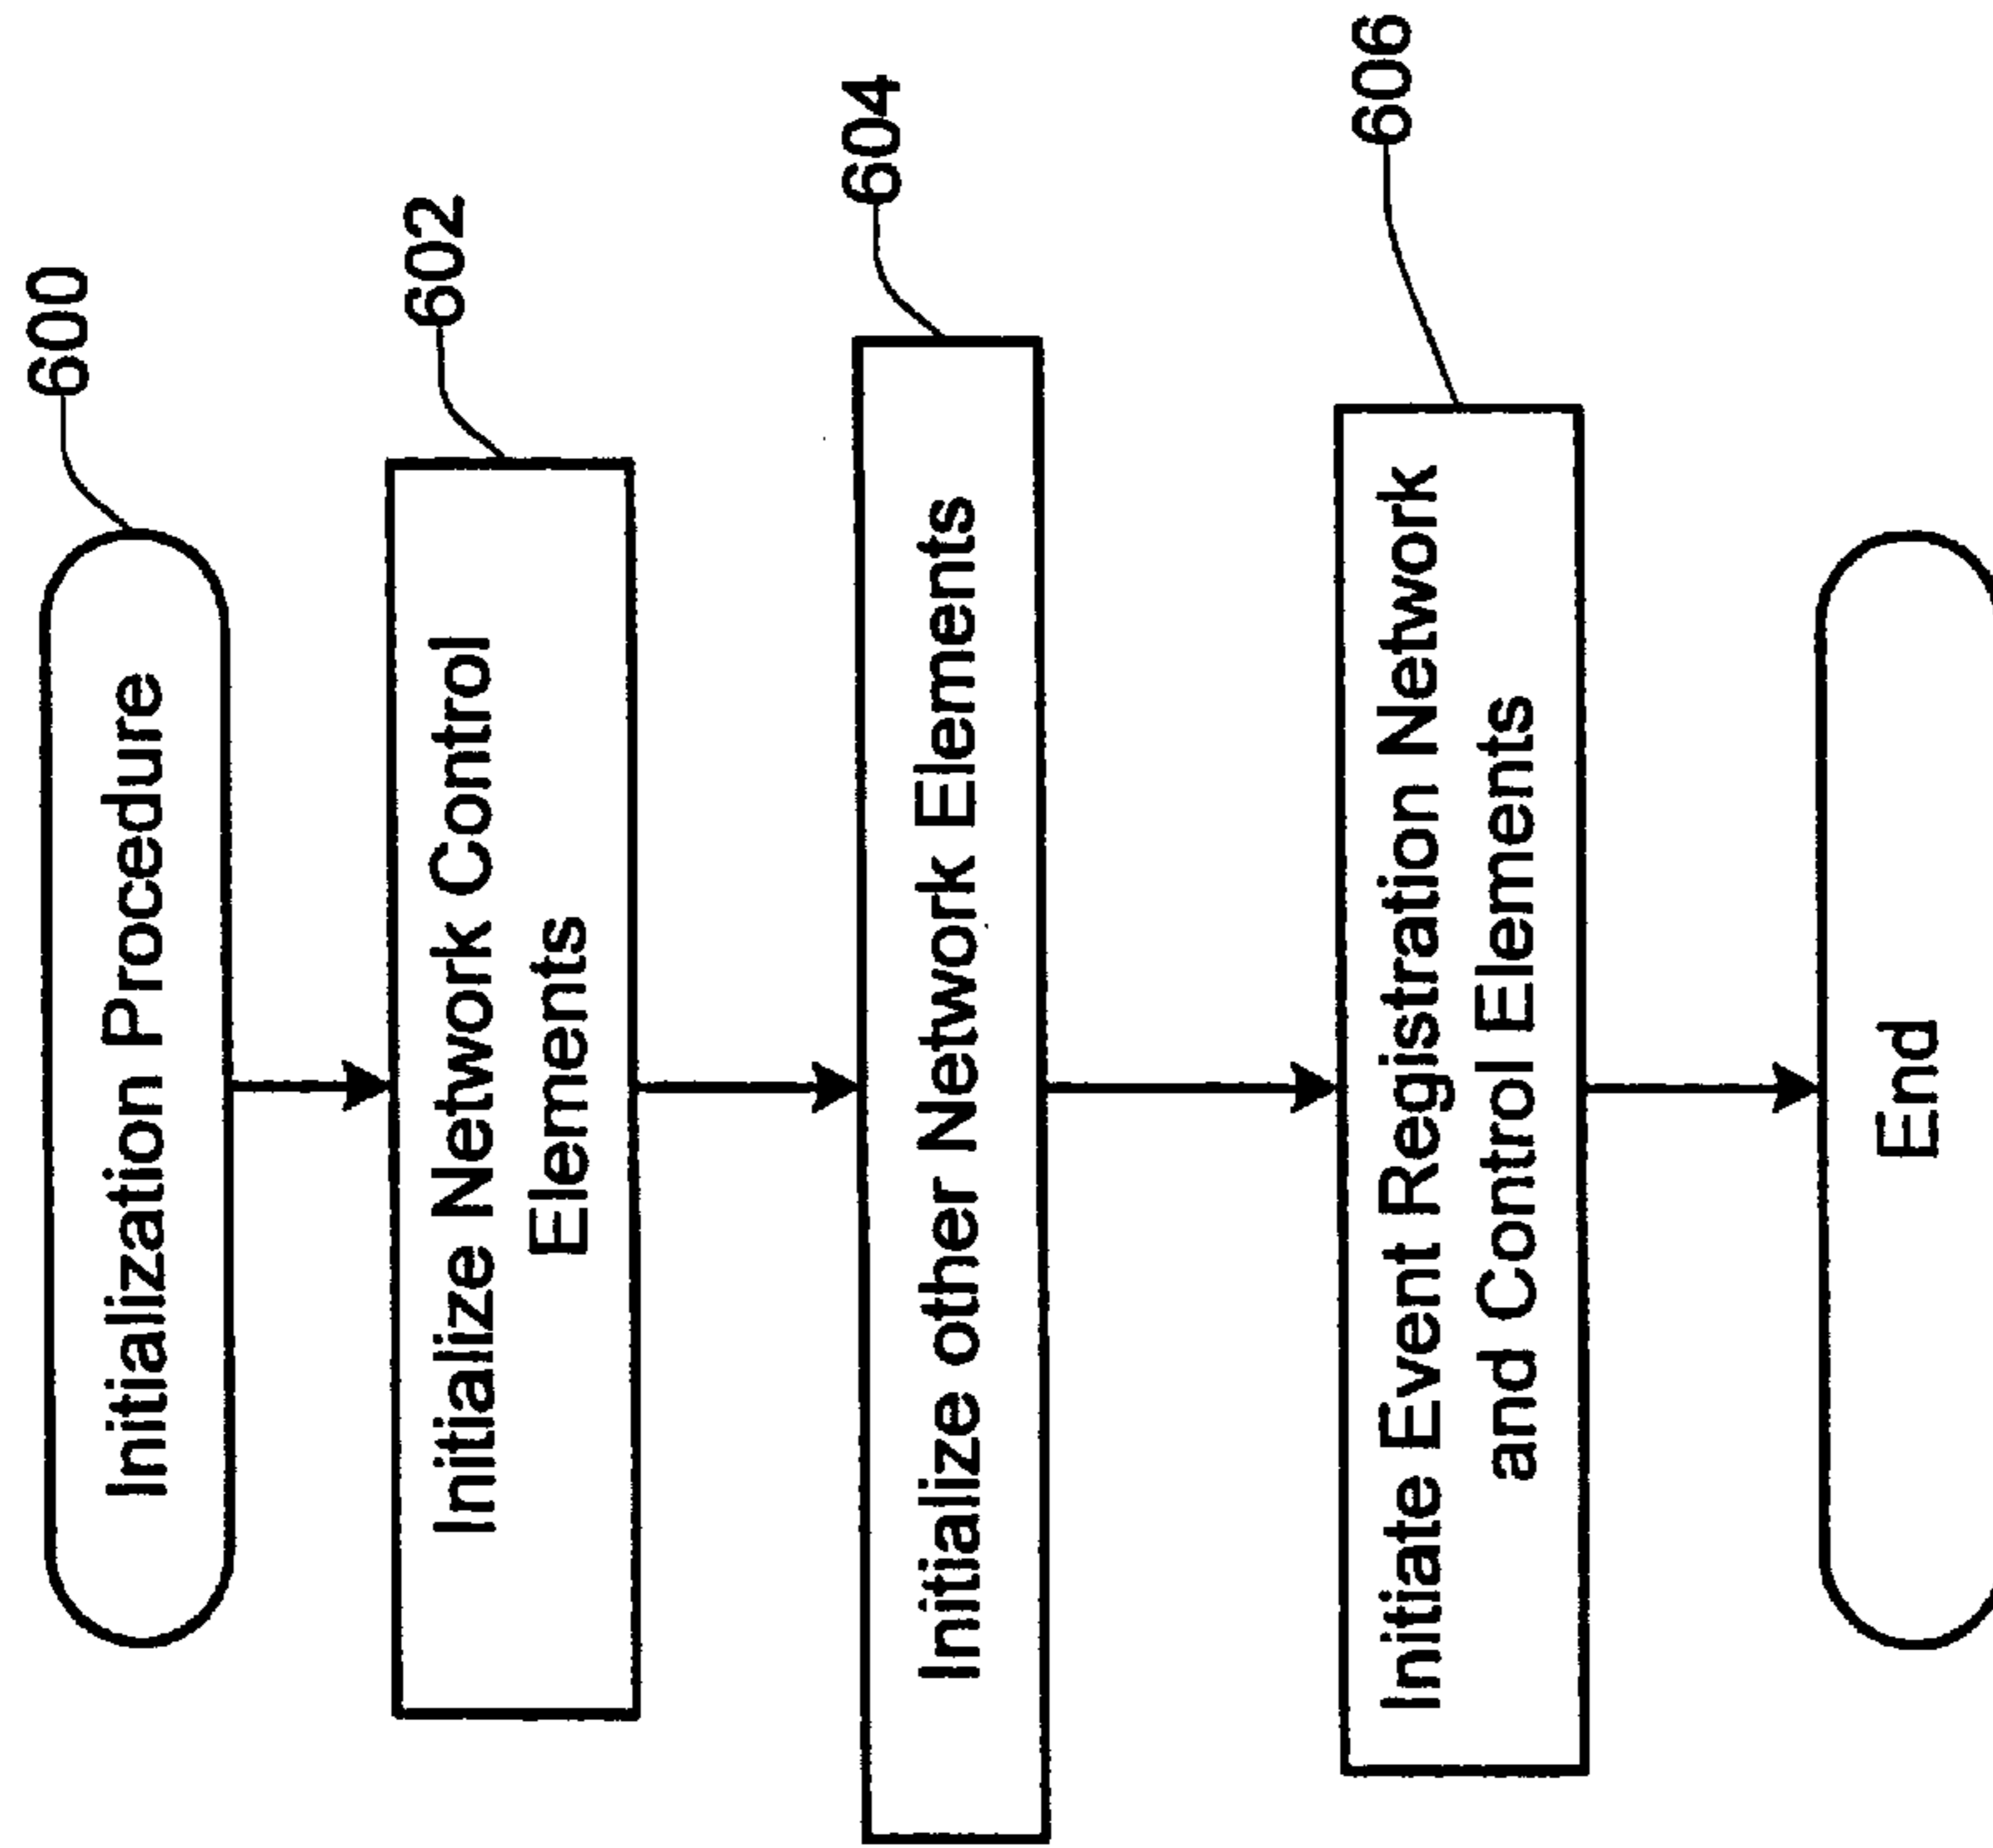 Initialization Procedure
600
Initialize Network Control
Elements
602
Initialize other Network Elements
604
Initiate Event Registration Network
and Control Elements
606
End